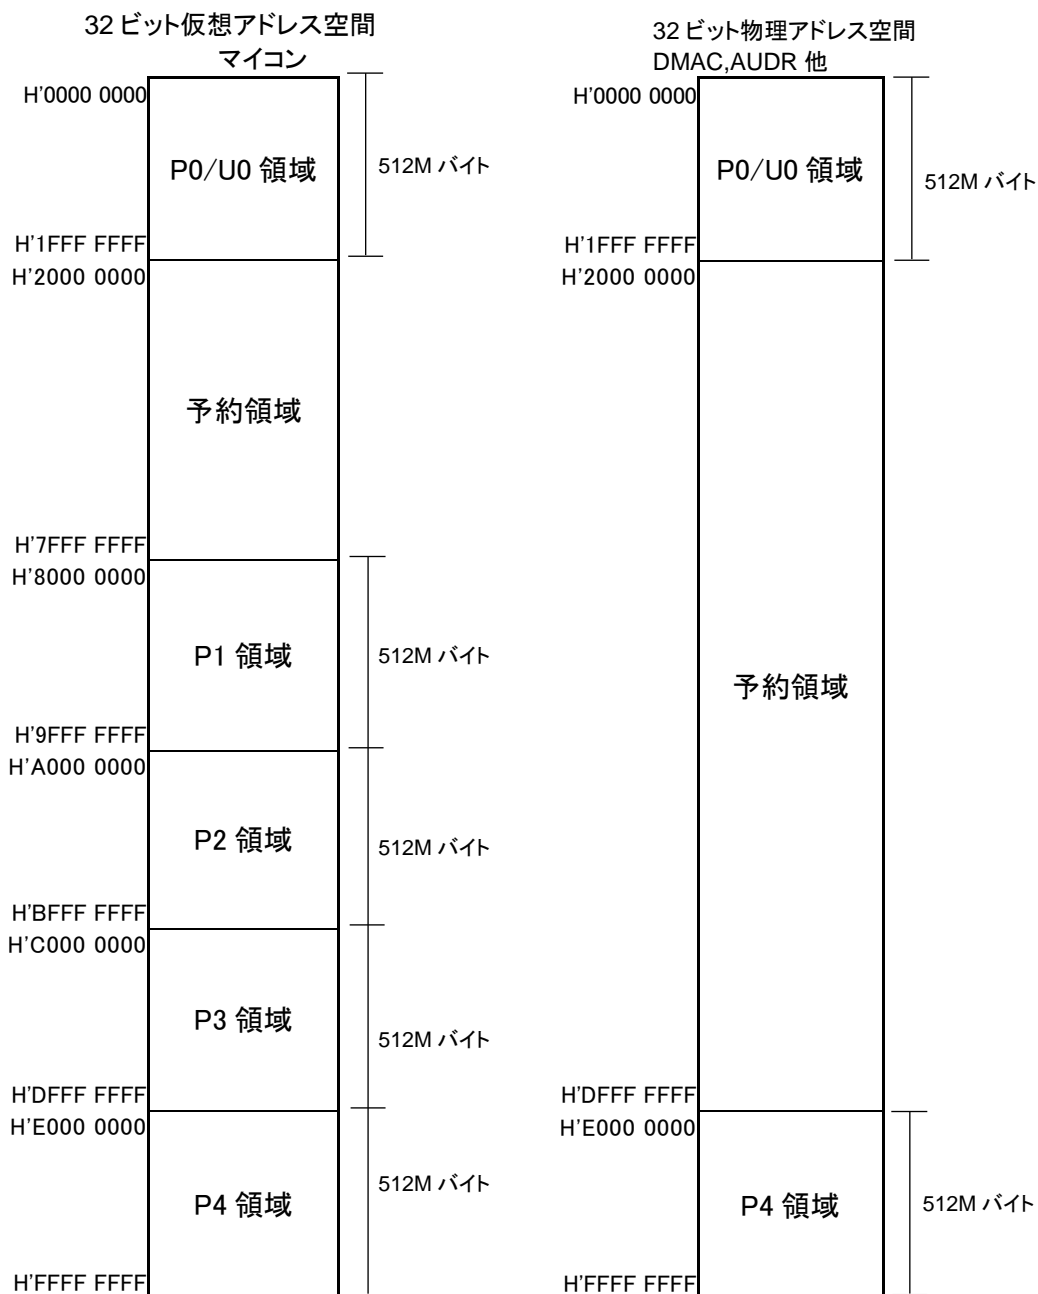 32 ビット仮想アドレス空間
マイコン
H'0000 0000
P0/U0 領域
512M バイト
H'1FFF FFFF
H'2000 0000
予約領域
H'7FFF FFFF
H'8000 0000
P1 領域
512M バイト
H'9FFF FFFF
H'A000 0000
P2 領域
512M バイト
H'BFFF FFFF
H'C000 0000
P3 領域
512M バイト
H'DFFF FFFF
H'E000 0000
P4 領域
512M バイト
H'FFFF FFFF
32 ビット物理アドレス空間
DMAC,AUDR 他
H'0000 0000
P0/U0 領域
512M バイト
H'1FFF FFFF
H'2000 0000
予約領域
H'DFFF FFFF
H'E000 0000
P4 領域
512M バイト
H'FFFF FFFF